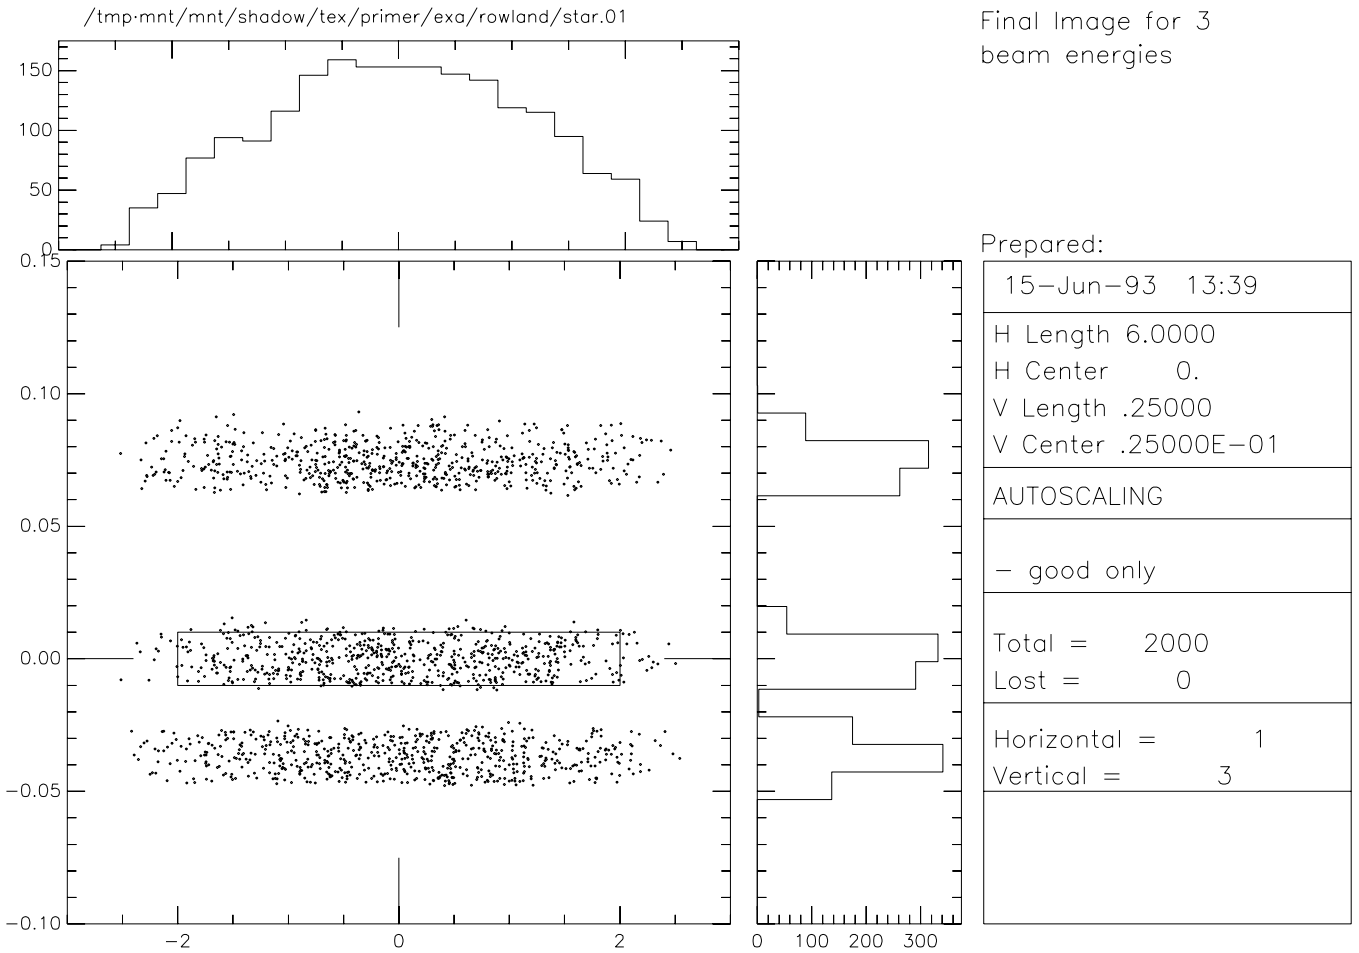 /tmp·mnt/mnt/shadow/tex/primer/exa/rowland/star.01
Final Image for 3
beam energies
150
100
50
0
Prepared:
15-Jun-93 13:39
H Length 6.0000
H Center 0.
V Length .25000
V Center .25000E-01
AUTOSCALING
- good only
Total = 2000
Lost = 0
Horizontal = 1
Vertical = 3
0.15
0.10
0.05
0.00
-0.05
-0.10
-2 0 2
0 100 200 300